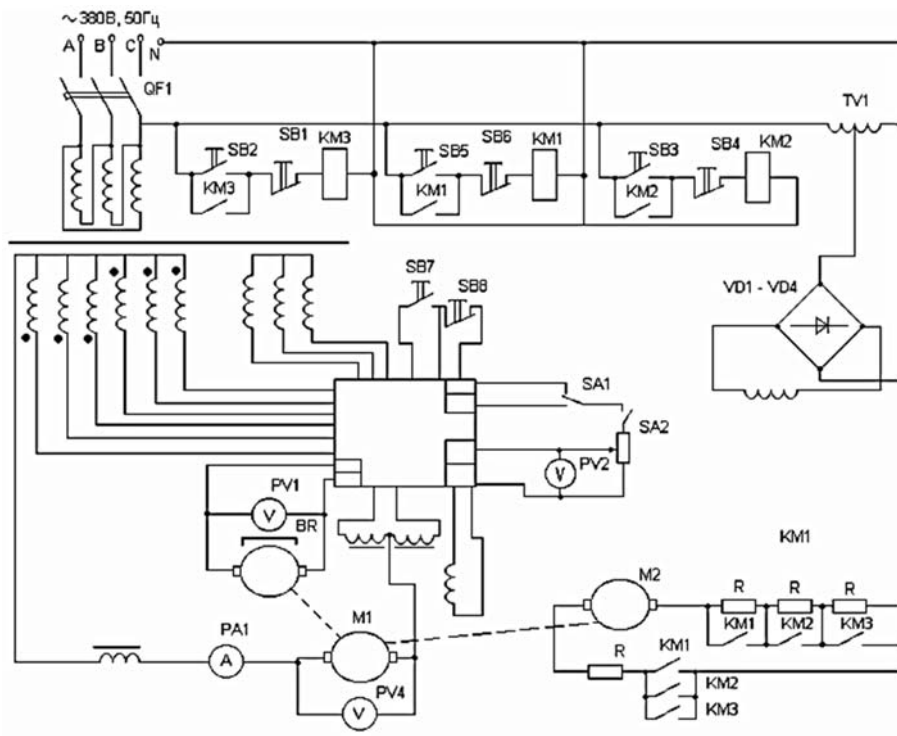 ~ 380В, 50Гц
A B C N
QF1
TV1
SB2 SB1 KM3 SB5 SB6 KM1 SB3 SB4 KM2
KM3 KM1 KM2
SB7
SB8
VD1 - VD4
SA1
SA2
PV2
V
PV1
V
BR
KM1
M2
R R R
M1
KM1 KM2 KM3
PA1
A
KM1
R
KM2
PV4
V
KM3